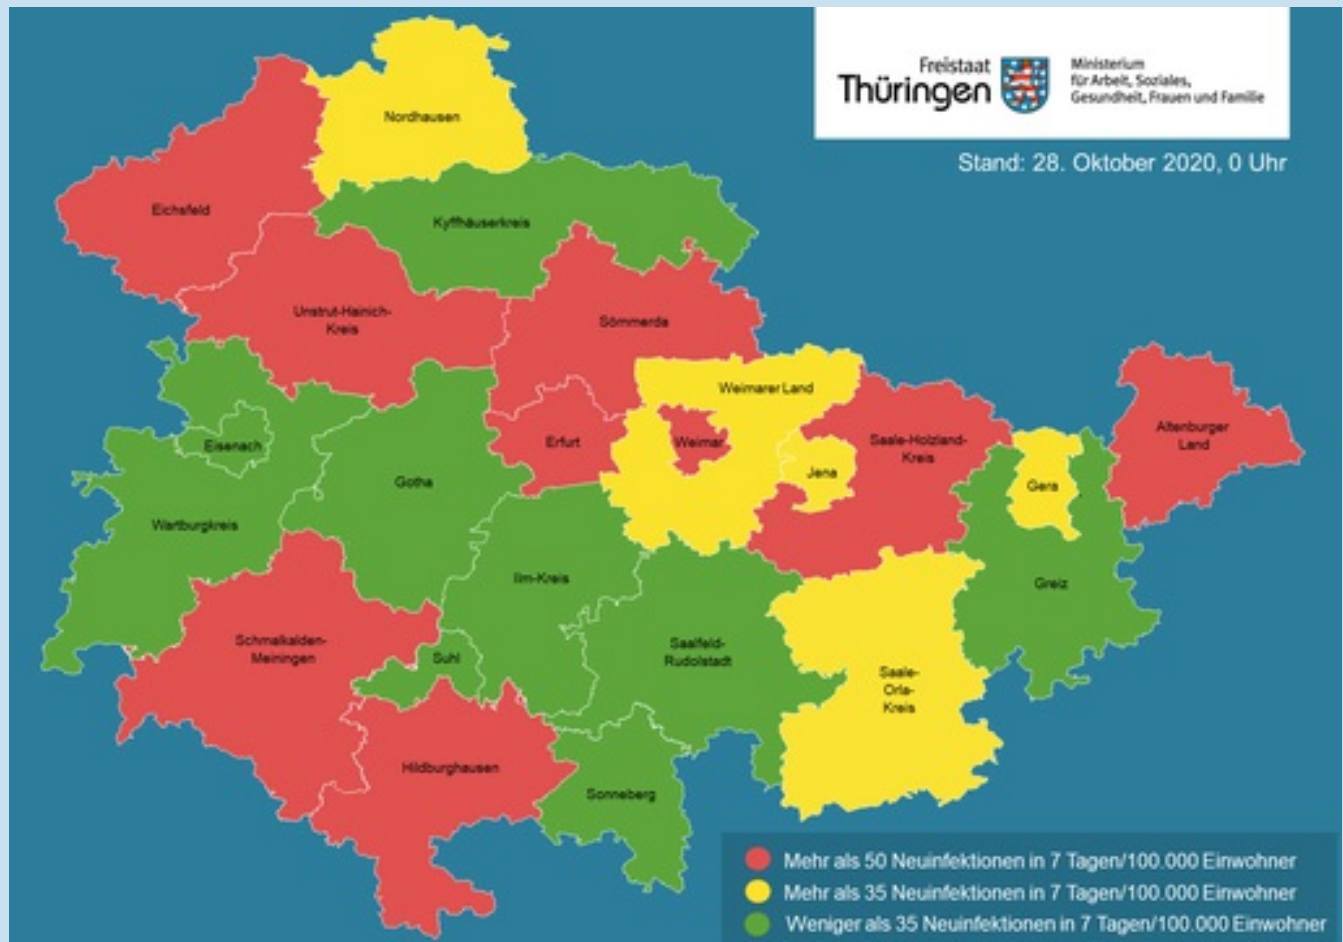 Freistaat
Thüringen
Ministerium
für Arbeit, Soziales,
Gesundheit, Frauen und Familie
Stand: 28. Oktober 2020, 0 Uhr
Nordhausen
Eichsfeld
Kyffhäuserkreis
Unstrut-Hainich-
Kreis
Sömmerda
Weimarer Land
Eisenach
Gotha
Erfurt
Weimar
Jena
Saale-Holzland-
Kreis
Gera
Altenburger
Land
Wartburgkreis
Ilm-Kreis
Greiz
Schmalkalden-
Meiningen
Suhl
Saalfeld-
Rudolstadt
Saale-
Orla-
Kreis
Hildburghausen
Sonneberg
Mehr als 50 Neuinfektionen in 7 Tagen/100.000 Einwohner
Mehr als 35 Neuinfektionen in 7 Tagen/100.000 Einwohner
Weniger als 35 Neuinfektionen in 7 Tagen/100.000 Einwohner